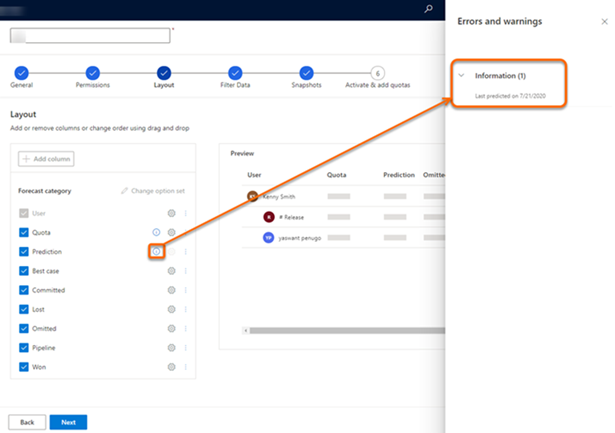 Errors and warnings
Information (1)
Last predicted on 7/21/2020
6
General
Permissions
Layout
Filter Data
Snapshots
Activate & add quotas
Layout
Add or remove columns or change order using drag and drop
Add column
Forecast category
Change option set
User
Quota
Prediction
Best case
Committed
Lost
Omitted
Pipeline
Won
Preview
User
Quota
Prediction
Omitte
Kenny Smith
R
# Release
YP
yaswant penugo
Back
Next